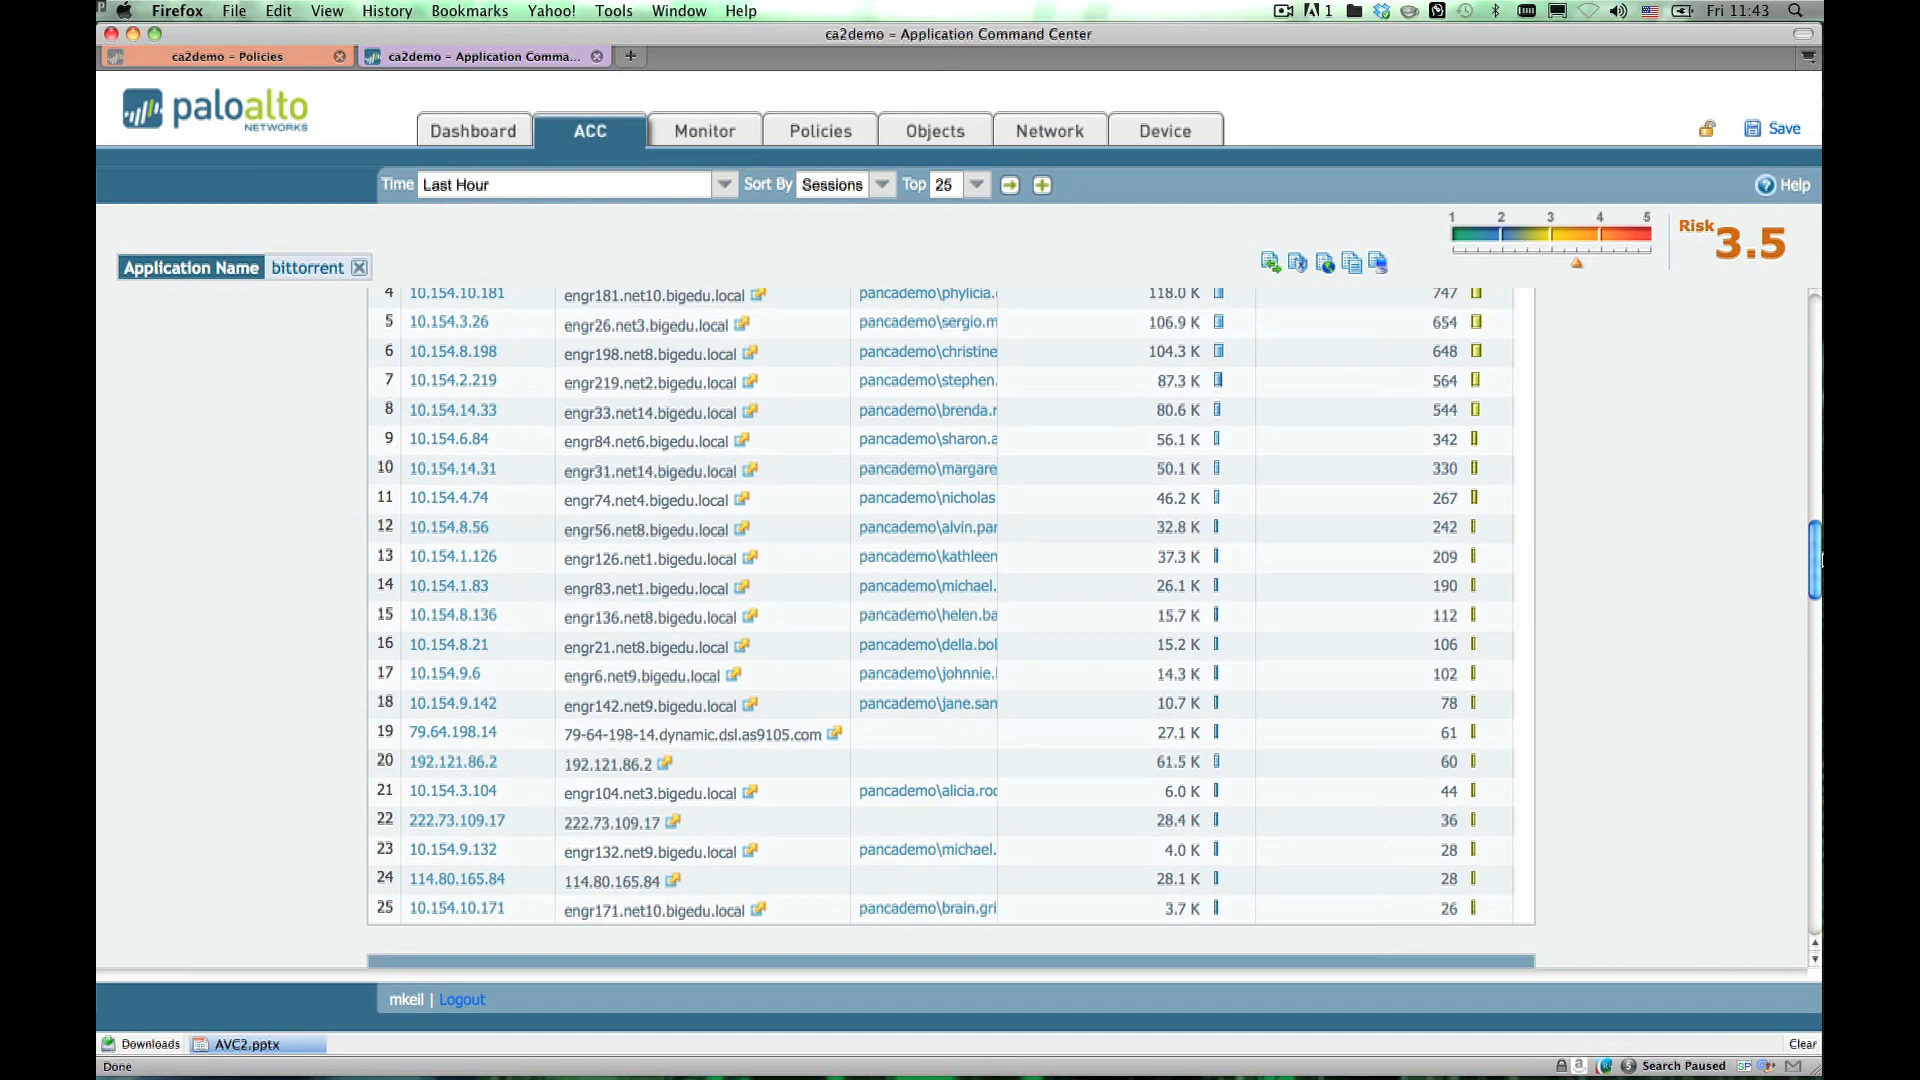 Firefox File Edit View History Bookmarks Yahoo! Tools Window Help 1 Fri 11:43
ca2demo – Application Command Center
ca2demo – Policies ca2demo – Application Comma...
paloalto NETWORKS
Dashboard ACC Monitor Policies Objects Network Device Save
Time Last Hour Sort By Sessions Top 25 Help
1 2 3 4 5 Risk 3.5
Application Name bittorrent
4 10.154.10.181 engr181.net10.bigedu.local pancademo\phylicia. 118.0 K 747
5 10.154.3.26 engr26.net3.bigedu.local pancademo\sergio.m 106.9 K 654
6 10.154.8.198 engr198.net8.bigedu.local pancademo\christine 104.3 K 648
7 10.154.2.219 engr219.net2.bigedu.local pancademo\stephen. 87.3 K 564
8 10.154.14.33 engr33.net14.bigedu.local pancademo\brenda.r 80.6 K 544
9 10.154.6.84 engr84.net6.bigedu.local pancademo\sharon.a 56.1 K 342
10 10.154.14.31 engr31.net14.bigedu.local pancademo\margare 50.1 K 330
11 10.154.4.74 engr74.net4.bigedu.local pancademo\nicholas 46.2 K 267
12 10.154.8.56 engr56.net8.bigedu.local pancademo\alvin.par 32.8 K 242
13 10.154.1.126 engr126.net1.bigedu.local pancademo\kathleen 37.3 K 209
14 10.154.1.83 engr83.net1.bigedu.local pancademo\michael. 26.1 K 190
15 10.154.8.136 engr136.net8.bigedu.local pancademo\helen.ba 15.7 K 112
16 10.154.8.21 engr21.net8.bigedu.local pancademo\della.bol 15.2 K 106
17 10.154.9.6 engr6.net9.bigedu.local pancademo\johnnie. 14.3 K 102
18 10.154.9.142 engr142.net9.bigedu.local pancademo\jane.san 10.7 K 78
19 79.64.198.14 79-64-198-14.dynamic.dsl.as9105.com 27.1 K 61
20 192.121.86.2 192.121.86.2 61.5 K 60
21 10.154.3.104 engr104.net3.bigedu.local pancademo\alicia.roc 6.0 K 44
22 222.73.109.17 222.73.109.17 28.4 K 36
23 10.154.9.132 engr132.net9.bigedu.local pancademo\michael. 4.0 K 28
24 114.80.165.84 114.80.165.84 28.1 K 28
25 10.154.10.171 engr171.net10.bigedu.local pancademo\brain.gri 3.7 K 26
mkeil | Logout
Downloads AVC2.pptx Clear
Done Search Paused